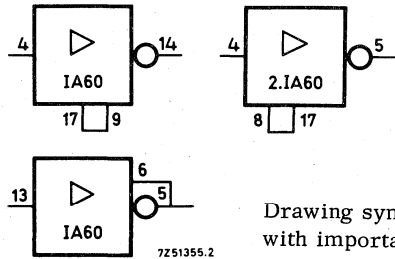 4 14 4 5
IA60 2.IA60
17 9 8 17
6
13 5
IA60
7Z51355.2
Drawing sym
with importa